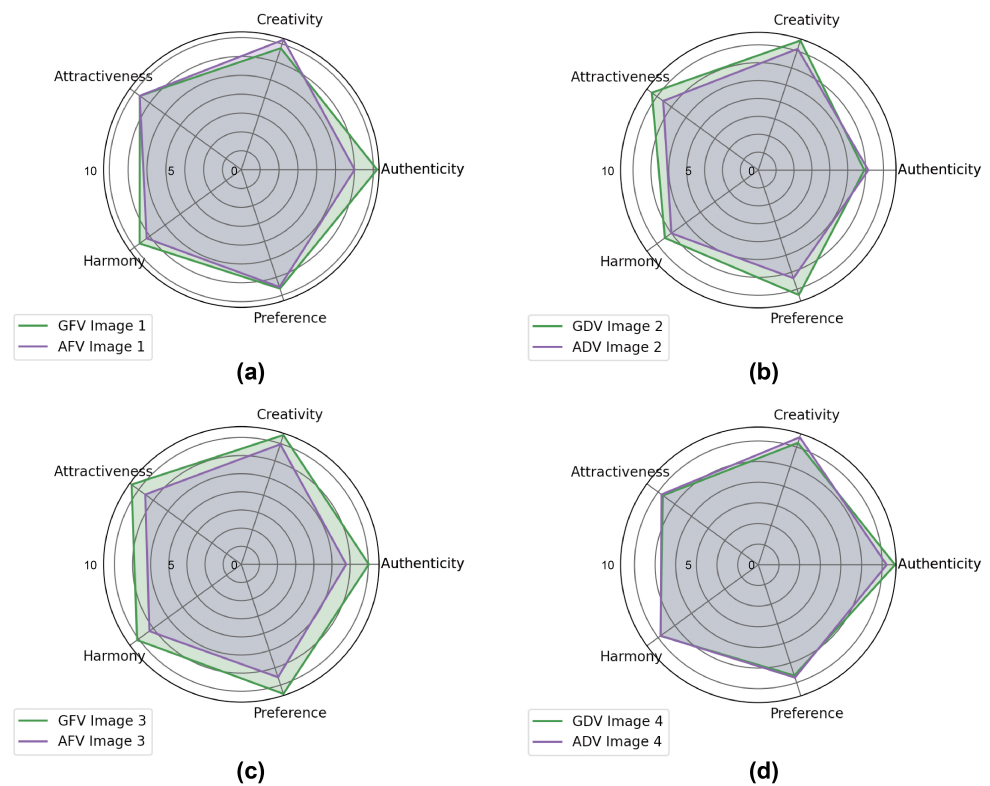 Creativity
Attractiveness
10 5 0 Authenticity
Harmony
Preference
GFV Image 1
AFV Image 1
(a)
Creativity
Attractiveness
10 5 0 Authenticity
Harmony
Preference
GDV Image 2
ADV Image 2
(b)
Creativity
Attractiveness
10 5 0 Authenticity
Harmony
Preference
GFV Image 3
AFV Image 3
(c)
Creativity
Attractiveness
10 5 0 Authenticity
Harmony
Preference
GDV Image 4
ADV Image 4
(d)